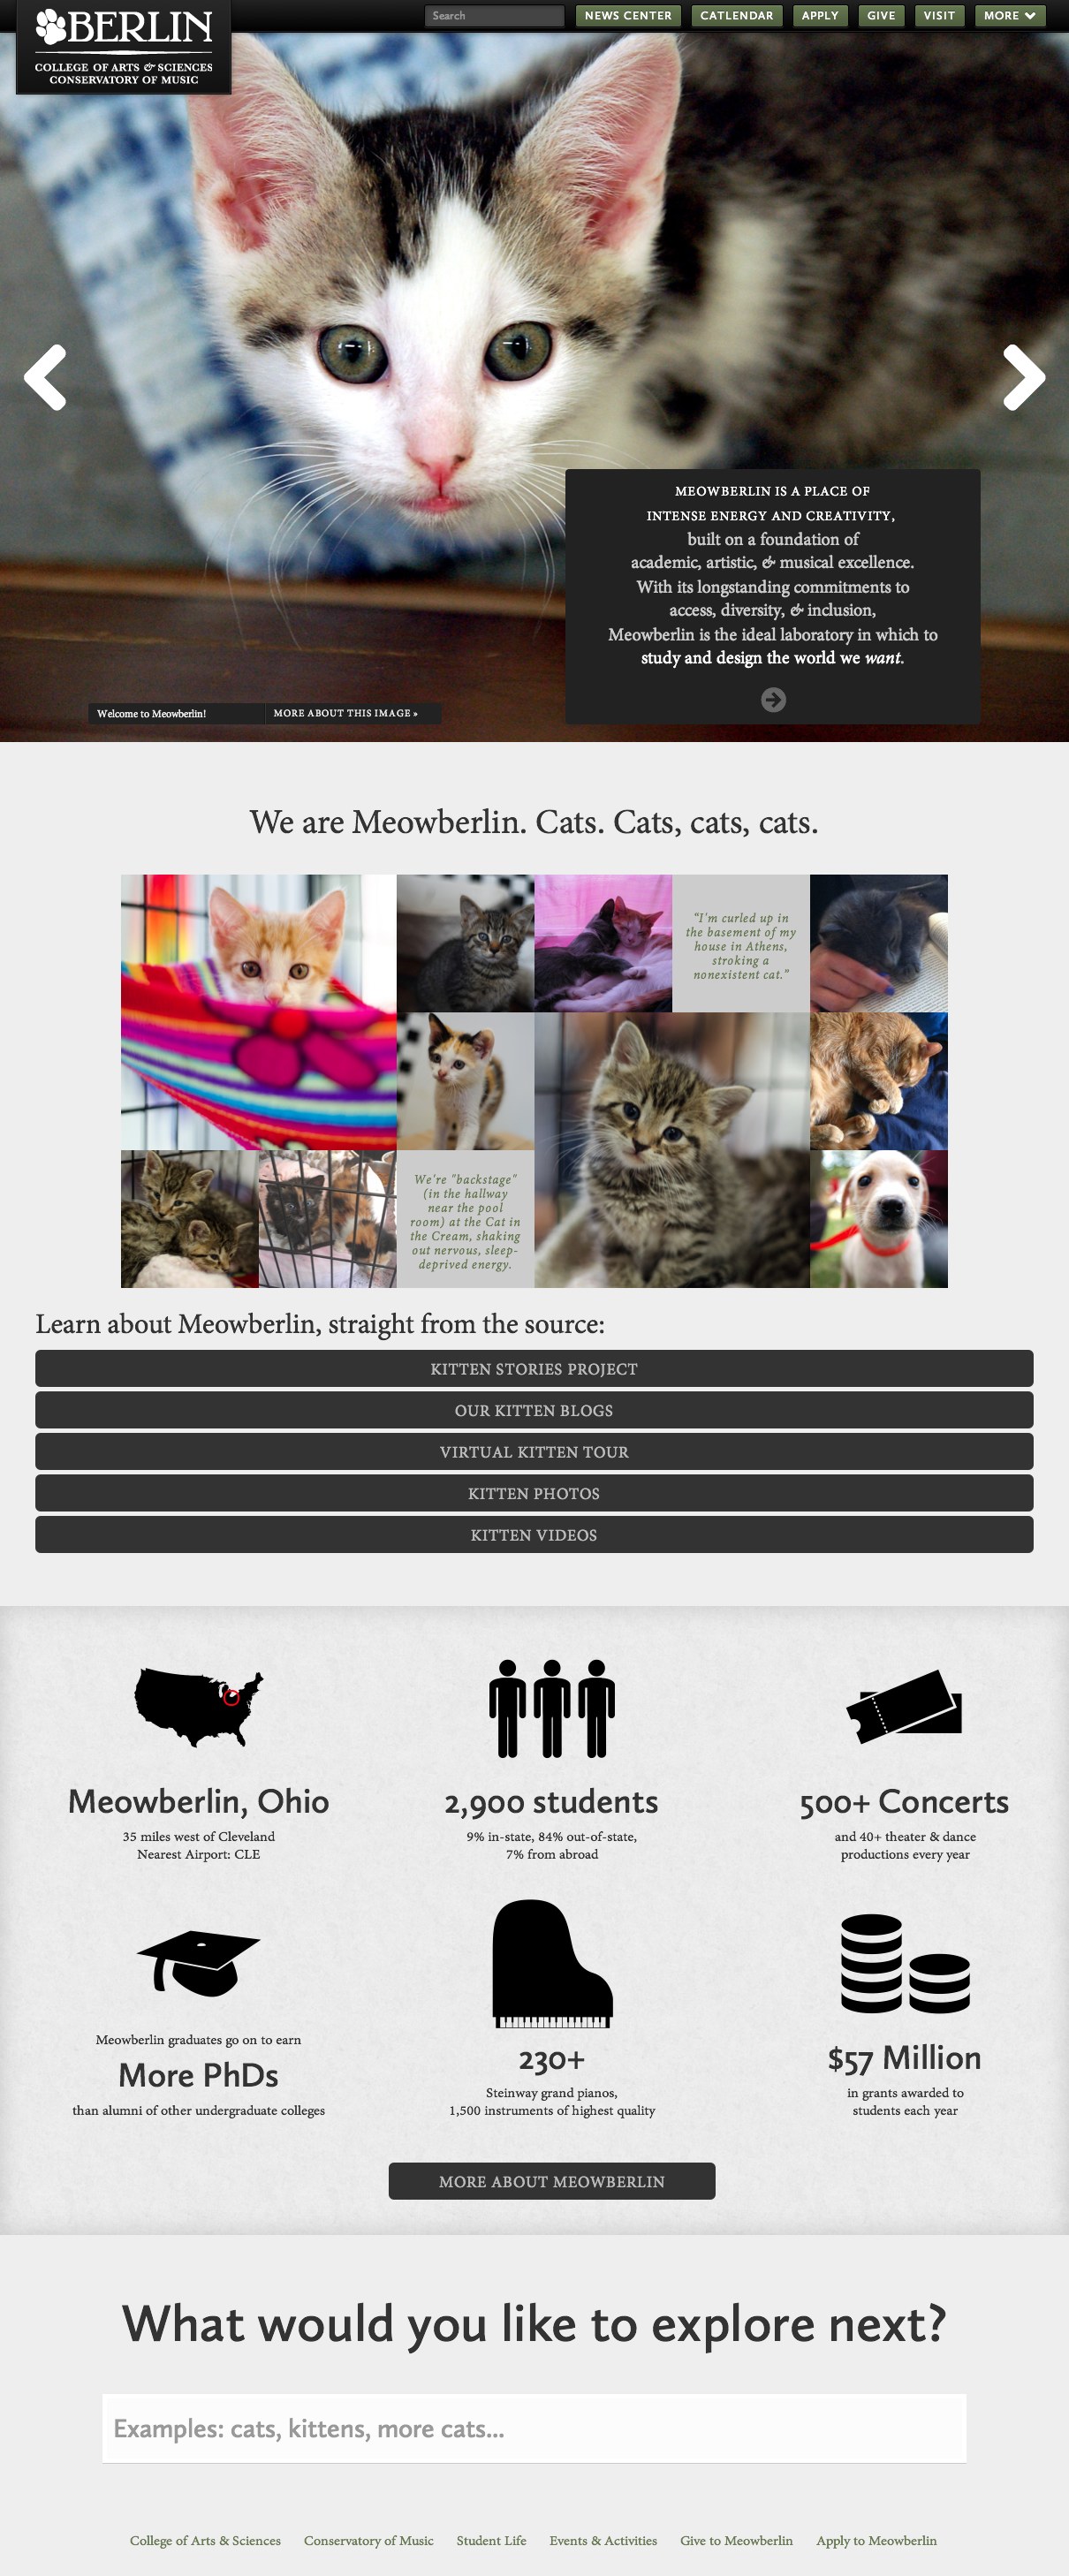 BERLIN
COLLEGE OF ARTS & SCIENCES
CONSERVATORY OF MUSIC
Search
NEWS CENTER
CATLENDAR
APPLY
GIVE
VISIT
MORE
MEOWBERLIN IS A PLACE OF
INTENSE ENERGY AND CREATIVITY,
built on a foundation of
academic, artistic, & musical excellence.
With its longstanding commitments to
access, diversity, & inclusion,
Meowberlin is the ideal laboratory in which to
study and design the world we want.
Welcome to Meowberlin!
MORE ABOUT THIS IMAGE »
We are Meowberlin. Cats. Cats, cats, cats.
“I'm curled up in
the basement of my
house in Athens,
stroking a
nonexistent cat.”
We're "backstage"
(in the hallway
near the pool
room) at the Cat in
the Cream, shaking
out nervous, sleep-
deprived energy.
Learn about Meowberlin, straight from the source:
KITTEN STORIES PROJECT
OUR KITTEN BLOGS
VIRTUAL KITTEN TOUR
KITTEN PHOTOS
KITTEN VIDEOS
Meowberlin, Ohio
35 miles west of Cleveland
Nearest Airport: CLE
2,900 students
9% in-state, 84% out-of-state,
7% from abroad
500+ Concerts
and 40+ theater & dance
productions every year
Meowberlin graduates go on to earn
More PhDs
than alumni of other undergraduate colleges
230+
Steinway grand pianos,
1,500 instruments of highest quality
$57 Million
in grants awarded to
students each year
MORE ABOUT MEOWBERLIN
What would you like to explore next?
Examples: cats, kittens, more cats...
College of Arts & Sciences
Conservatory of Music
Student Life
Events & Activities
Give to Meowberlin
Apply to Meowberlin